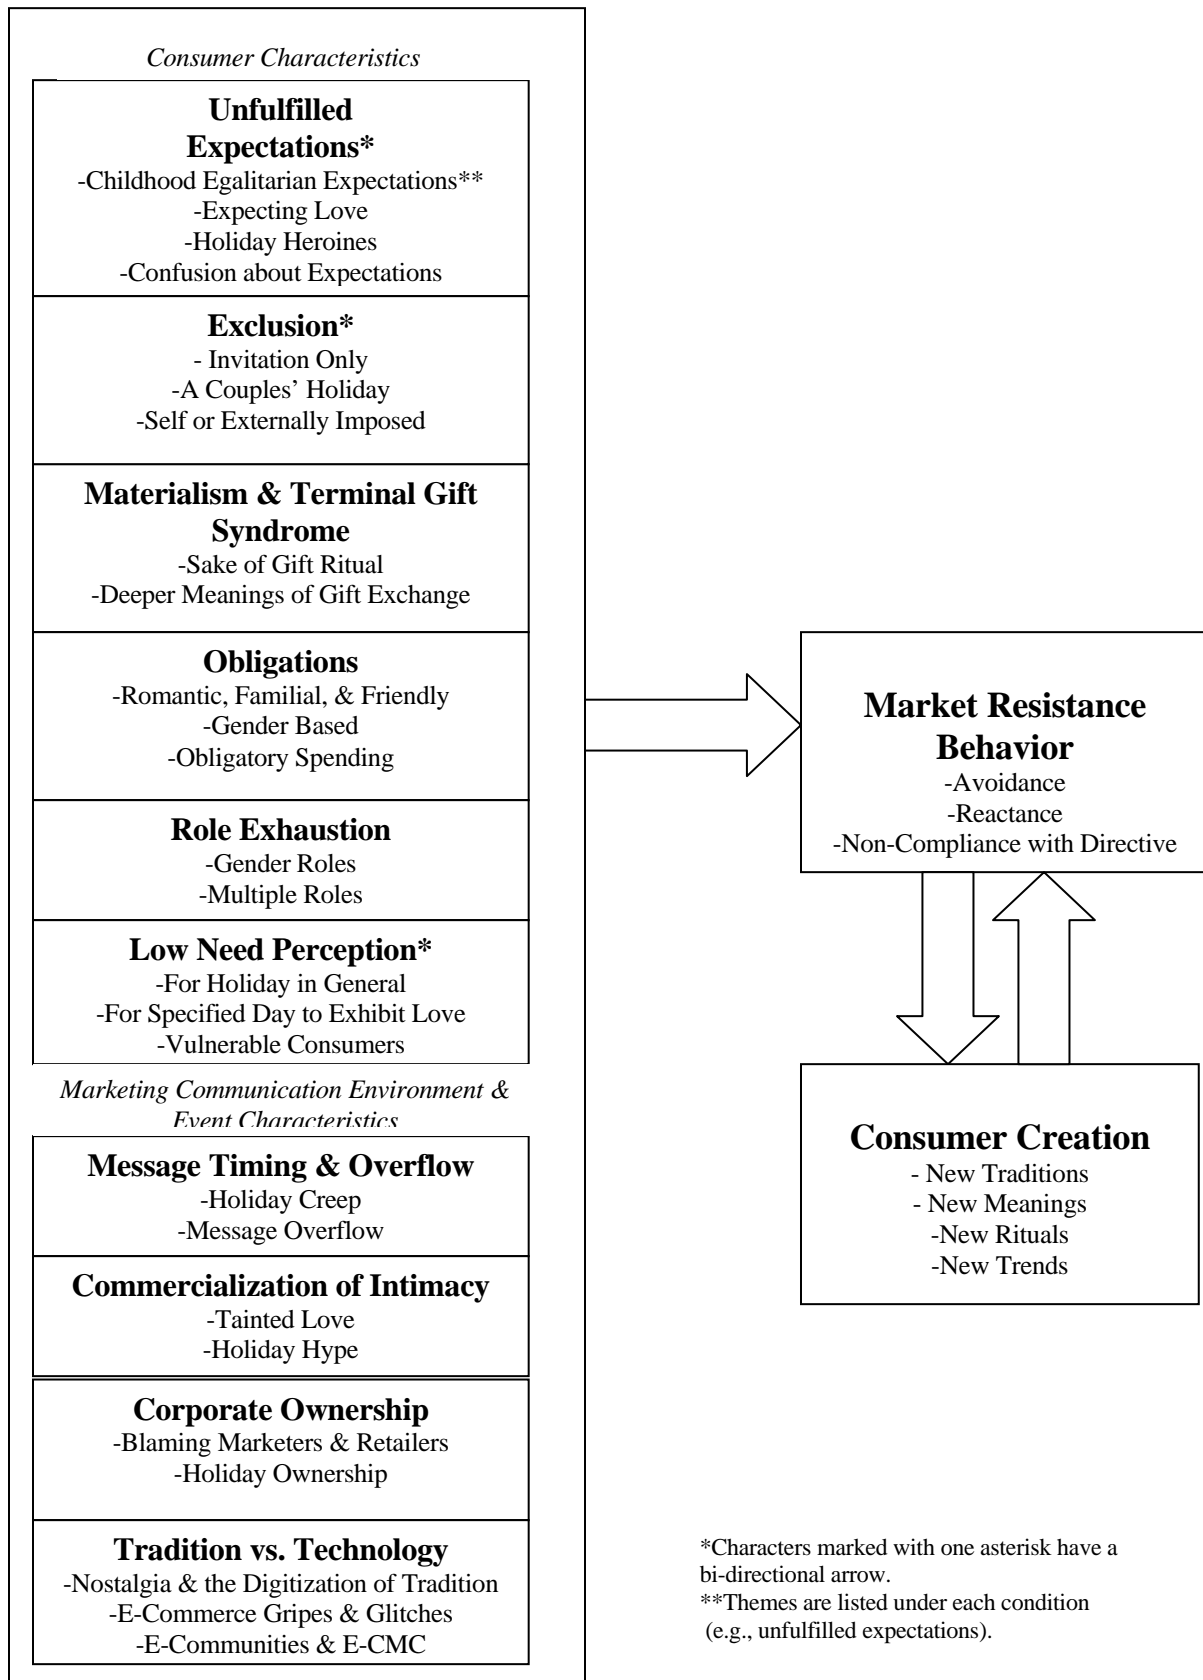 Consumer Characteristics
Unfulfilled
Expectations*
-Childhood Egalitarian Expectations**
-Expecting Love
-Holiday Heroines
-Confusion about Expectations
Exclusion*
- Invitation Only
-A Couples’ Holiday
-Self or Externally Imposed
Materialism & Terminal Gift
Syndrome
-Sake of Gift Ritual
-Deeper Meanings of Gift Exchange
Obligations
-Romantic, Familial, & Friendly
-Gender Based
-Obligatory Spending
Role Exhaustion
-Gender Roles
-Multiple Roles
Low Need Perception*
-For Holiday in General
-For Specified Day to Exhibit Love
-Vulnerable Consumers
Marketing Communication Environment &
Event Characteristics
Message Timing & Overflow
-Holiday Creep
-Message Overflow
Commercialization of Intimacy
-Tainted Love
-Holiday Hype
Corporate Ownership
-Blaming Marketers & Retailers
-Holiday Ownership
Tradition vs. Technology
-Nostalgia & the Digitization of Tradition
-E-Commerce Gripes & Glitches
-E-Communities & E-CMC
Market Resistance
Behavior
-Avoidance
-Reactance
-Non-Compliance with Directive
Consumer Creation
- New Traditions
- New Meanings
-New Rituals
-New Trends
*Characters marked with one asterisk have a
bi-directional arrow.
**Themes are listed under each condition
(e.g., unfulfilled expectations).